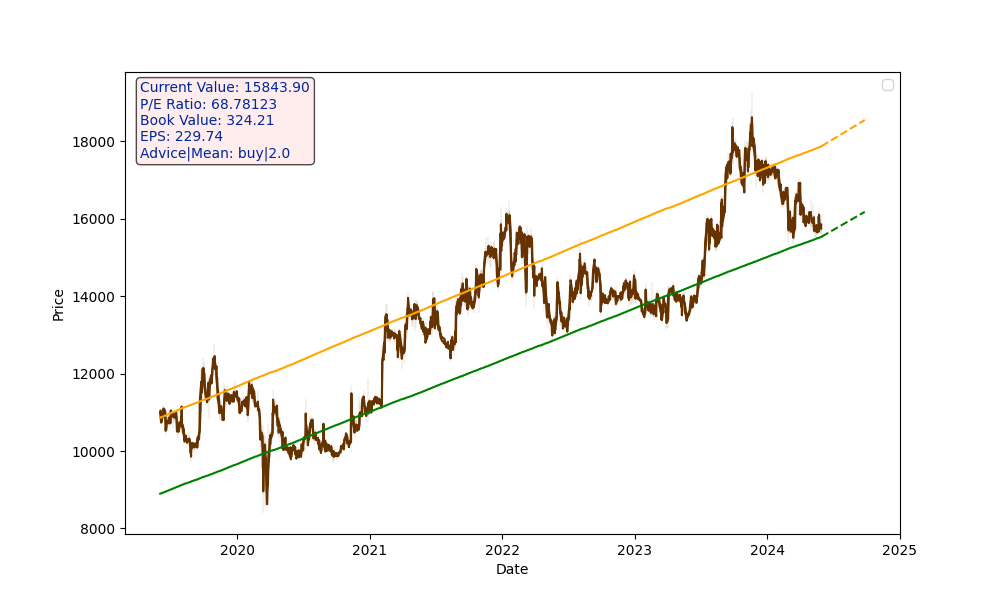 Current Value: 15843.90
P/E Ratio: 68.78123
Book Value: 324.21
EPS: 229.74
Advice|Mean: buy|2.0
18000
16000
14000
12000
10000
8000
Price
2020
2021
2022
2023
2024
2025
Date